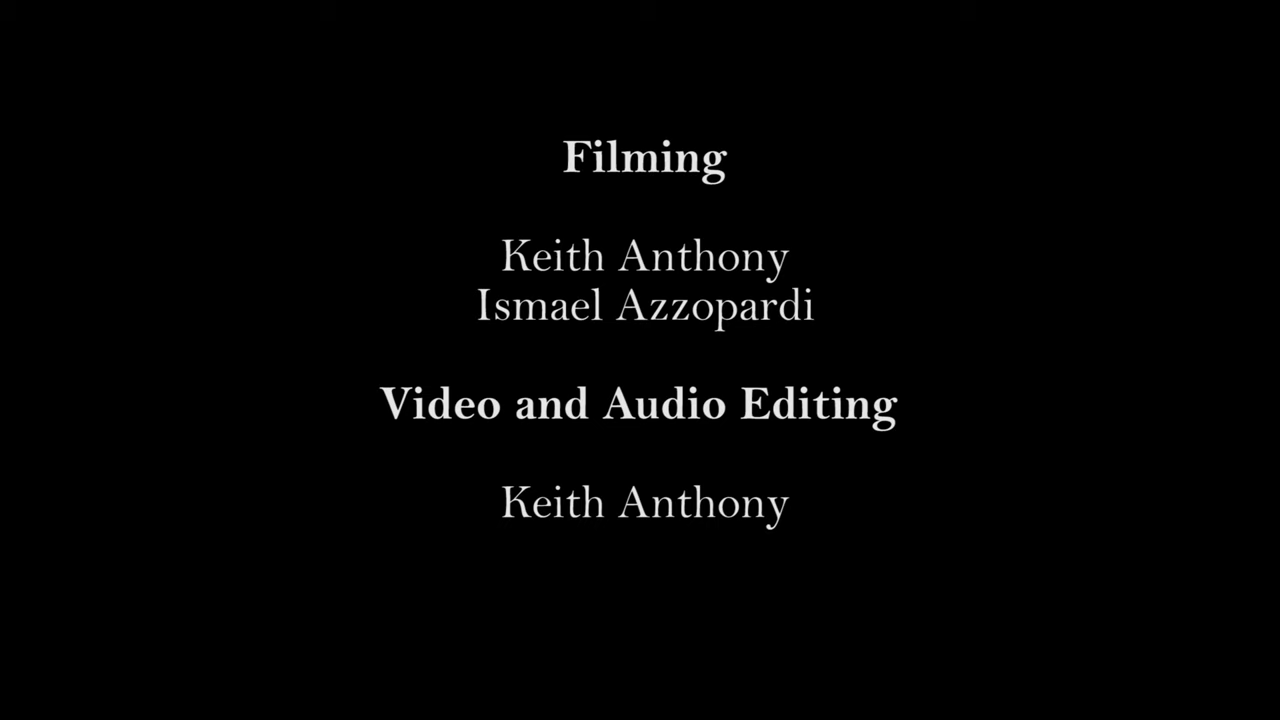 Filming
Keith Anthony
Ismael Azzopardi
Video and Audio Editing
Keith Anthony